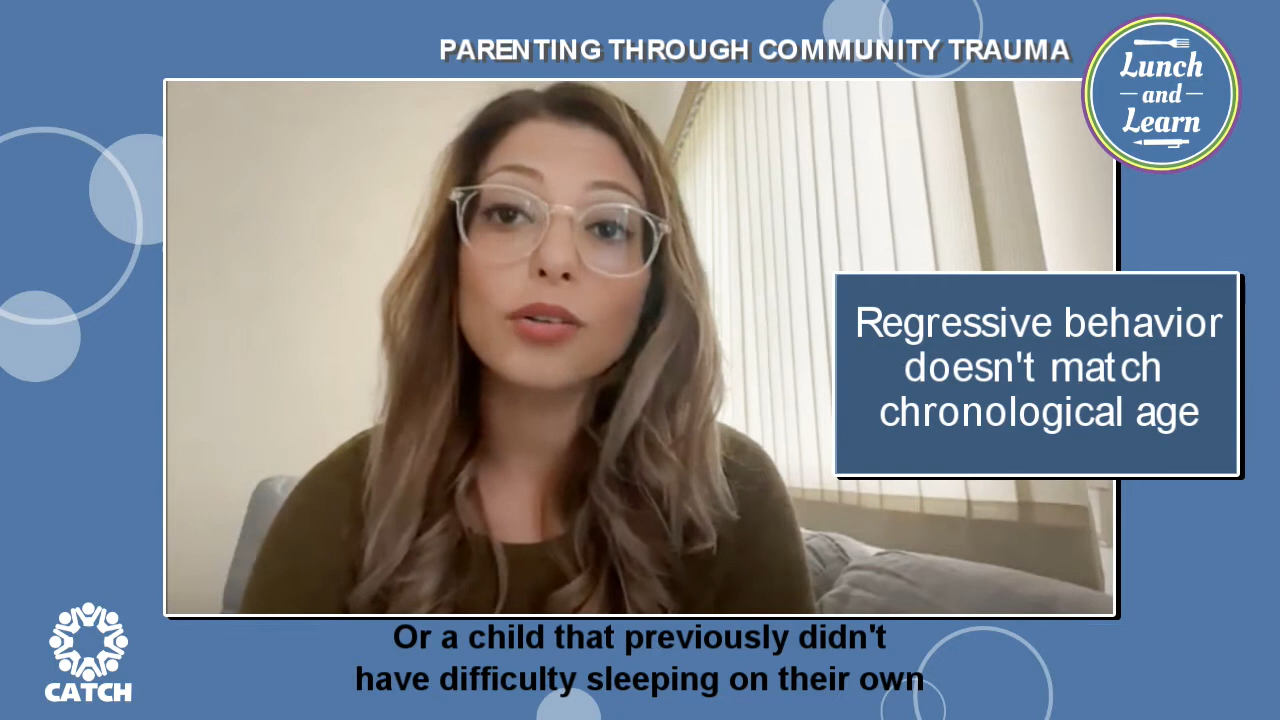 PARENTING THROUGH COMMUNITY TRAUMA
Lunch
and
Learn
Regressive behavior
doesn't match
chronological age
Or a child that previously didn't
have difficulty sleeping on their own
CATCH